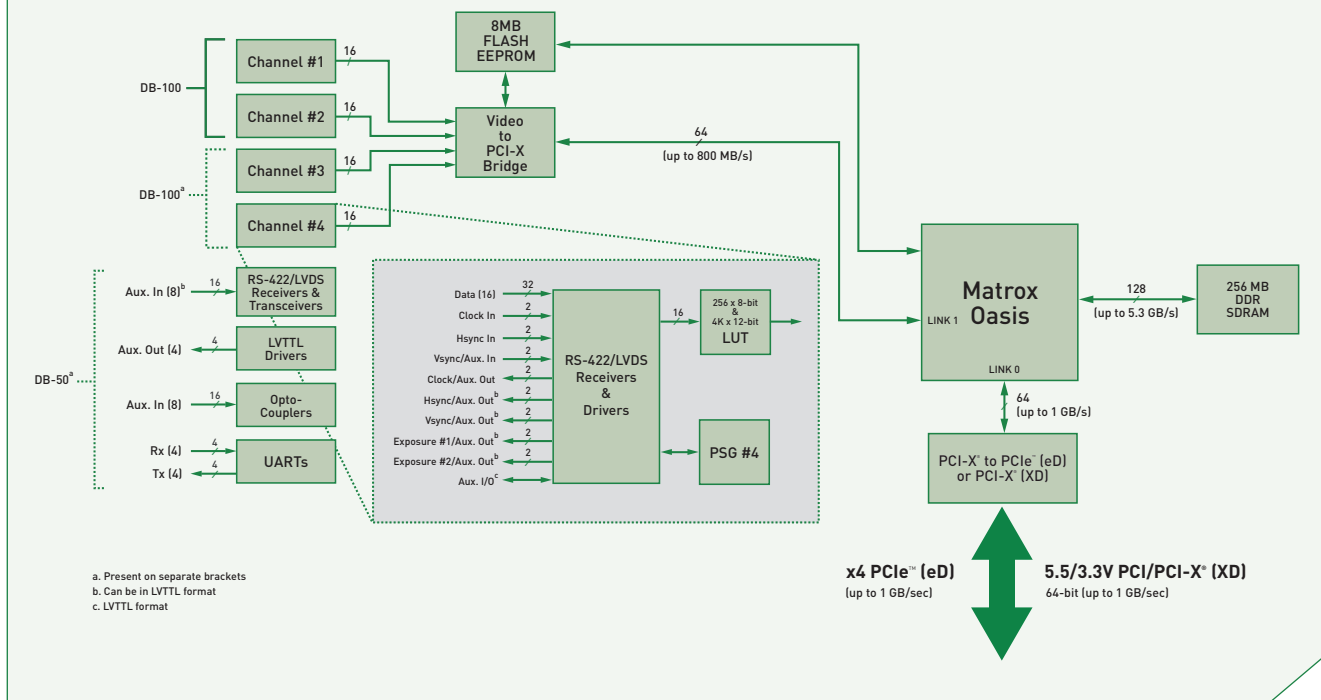 DB-100
Channel #1
16
Channel #2
16
DB-100a
Channel #3
16
Channel #4
16
8MB
FLASH
EEPROM
Video
to
PCI-X
Bridge
64
(up to 800 MB/s)
DB-50a
Aux. In (8)b
16
RS-422/LVDS
Receivers &
Transceivers
Aux. Out (4)
4
LVTTL
Drivers
Aux. In (8)
16
Opto-
Couplers
Rx (4)
4
Tx (4)
4
UARTs
Data (16)
32
Clock In
2
Hsync In
2
Vsync/Aux. In
2
Clock/Aux. Out
2
Hsync/Aux. Outb
2
Vsync/Aux. Outb
2
Exposure #1/Aux. Outb
2
Exposure #2/Aux. Outb
2
Aux. I/Oc
RS-422/LVDS
Receivers
&
Drivers
16
256 x 8-bit
&
4K x 12-bit
LUT
PSG #4
Matrox
Oasis
LINK 1
LINK 0
128
(up to 5.3 GB/s)
256 MB
DDR
SDRAM
64
(up to 1 GB/s)
PCI-X® to PCIe™ (eD)
or PCI-X® (XD)
x4 PCIe™ (eD)
(up to 1 GB/sec)
5.5/3.3V PCI/PCI-X® (XD)
64-bit (up to 1 GB/sec)
a. Present on separate brackets
b. Can be in LVTTL format
c. LVTTL format